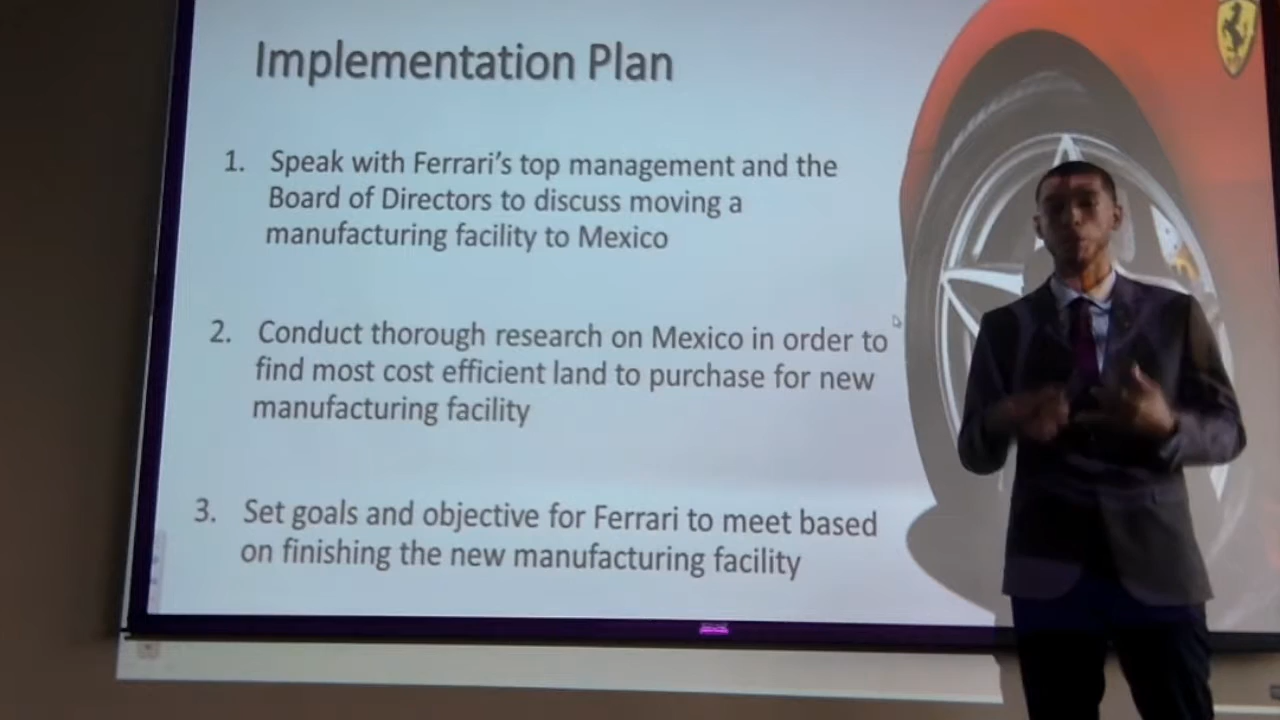 Implementation Plan
1. Speak with Ferrari's top management and the
Board of Directors to discuss moving a
manufacturing facility to Mexico
2. Conduct thorough research on Mexico in order to
find most cost efficient land to purchase for new
manufacturing facility
3. Set goals and objective for Ferrari to meet based
on finishing the new manufacturing facility